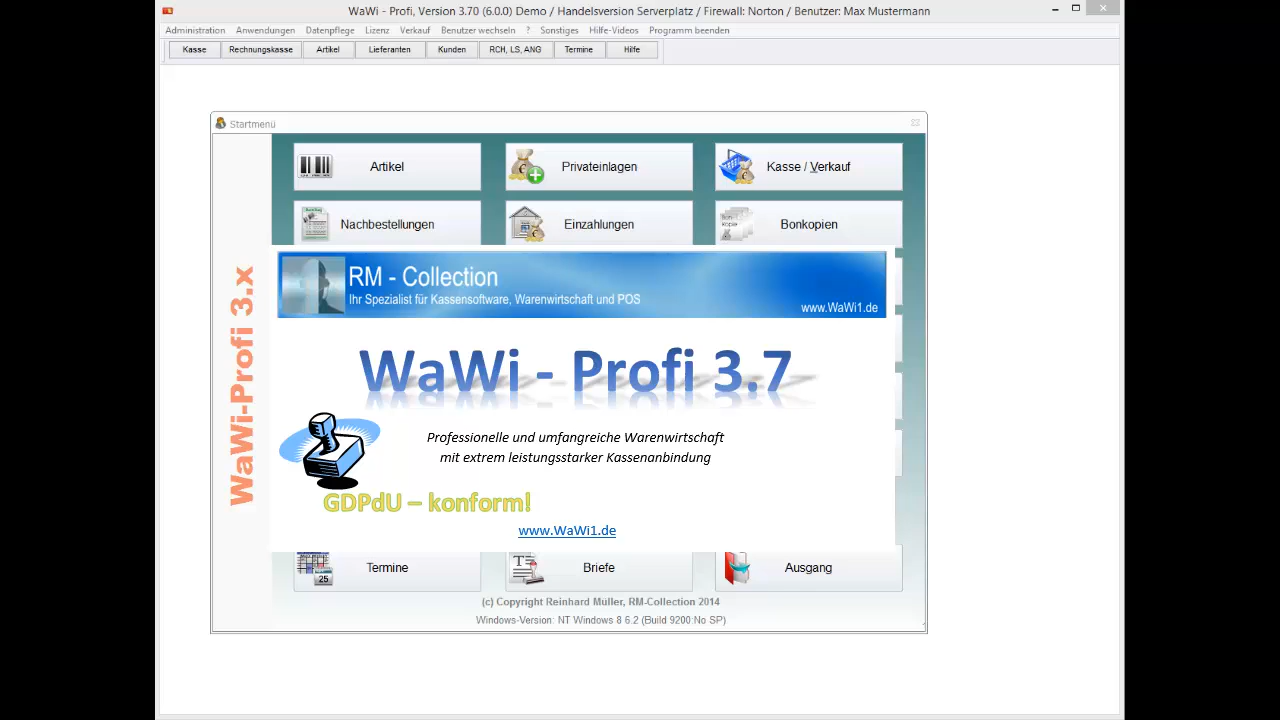 WaWi - Profi, Version 3.70 (6.0.0) Demo / Handelsversion Serverplatz / Firewall: Norton / Benutzer: Max Mustermann
Administration Anwendungen Datenpflege Lizenz Verkauf Benutzer wechseln ? Sonstiges Hilfe-Videos Programm beenden
Kasse Rechnungskasse Artikel Lieferanten Kunden RCH, LS, ANG Termine Hilfe
Startmenü
Artikel Privateinlagen Kasse / Verkauf
Nachbestellungen Einzahlungen Bonkopien
WaWi-Profi 3.x
RM - Collection
Ihr Spezialist für Kassensoftware, Warenwirtschaft und POS
www.WaWi1.de
WaWi - Profi 3.7
Professionelle und umfangreiche Warenwirtschaft
mit extrem leistungsstarker Kassenanbindung
GDPdU – konform!
www.WaWi1.de
25
Termine Briefe Ausgang
(c) Copyright Reinhard Müller, RM-Collection 2014
Windows-Version: NT Windows 8 6.2 (Build 9200:No SP)